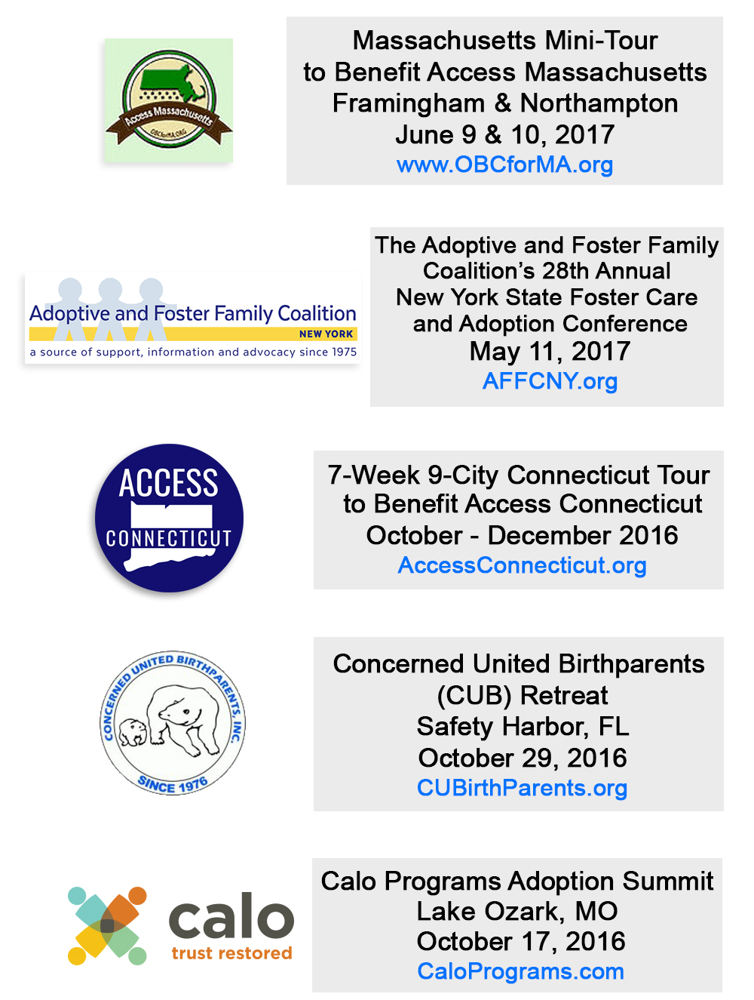 Access Massachusetts
OBCforMA.ORG
Massachusetts Mini-Tour
to Benefit Access Massachusetts
Framingham & Northampton
June 9 & 10, 2017
www.OBCforMA.org
Adoptive and Foster Family Coalition
NEW YORK
a source of support, information and advocacy since 1975
The Adoptive and Foster Family
Coalition’s 28th Annual
New York State Foster Care
and Adoption Conference
May 11, 2017
AFFCNY.org
ACCESS
CONNECTICUT
7-Week 9-City Connecticut Tour
to Benefit Access Connecticut
October - December 2016
AccessConnecticut.org
CONCERNED UNITED BIRTHPARENTS, INC.
SINCE 1976
Concerned United Birthparents
(CUB) Retreat
Safety Harbor, FL
October 29, 2016
CUBirthParents.org
calo
trust restored
Calo Programs Adoption Summit
Lake Ozark, MO
October 17, 2016
CaloPrograms.com